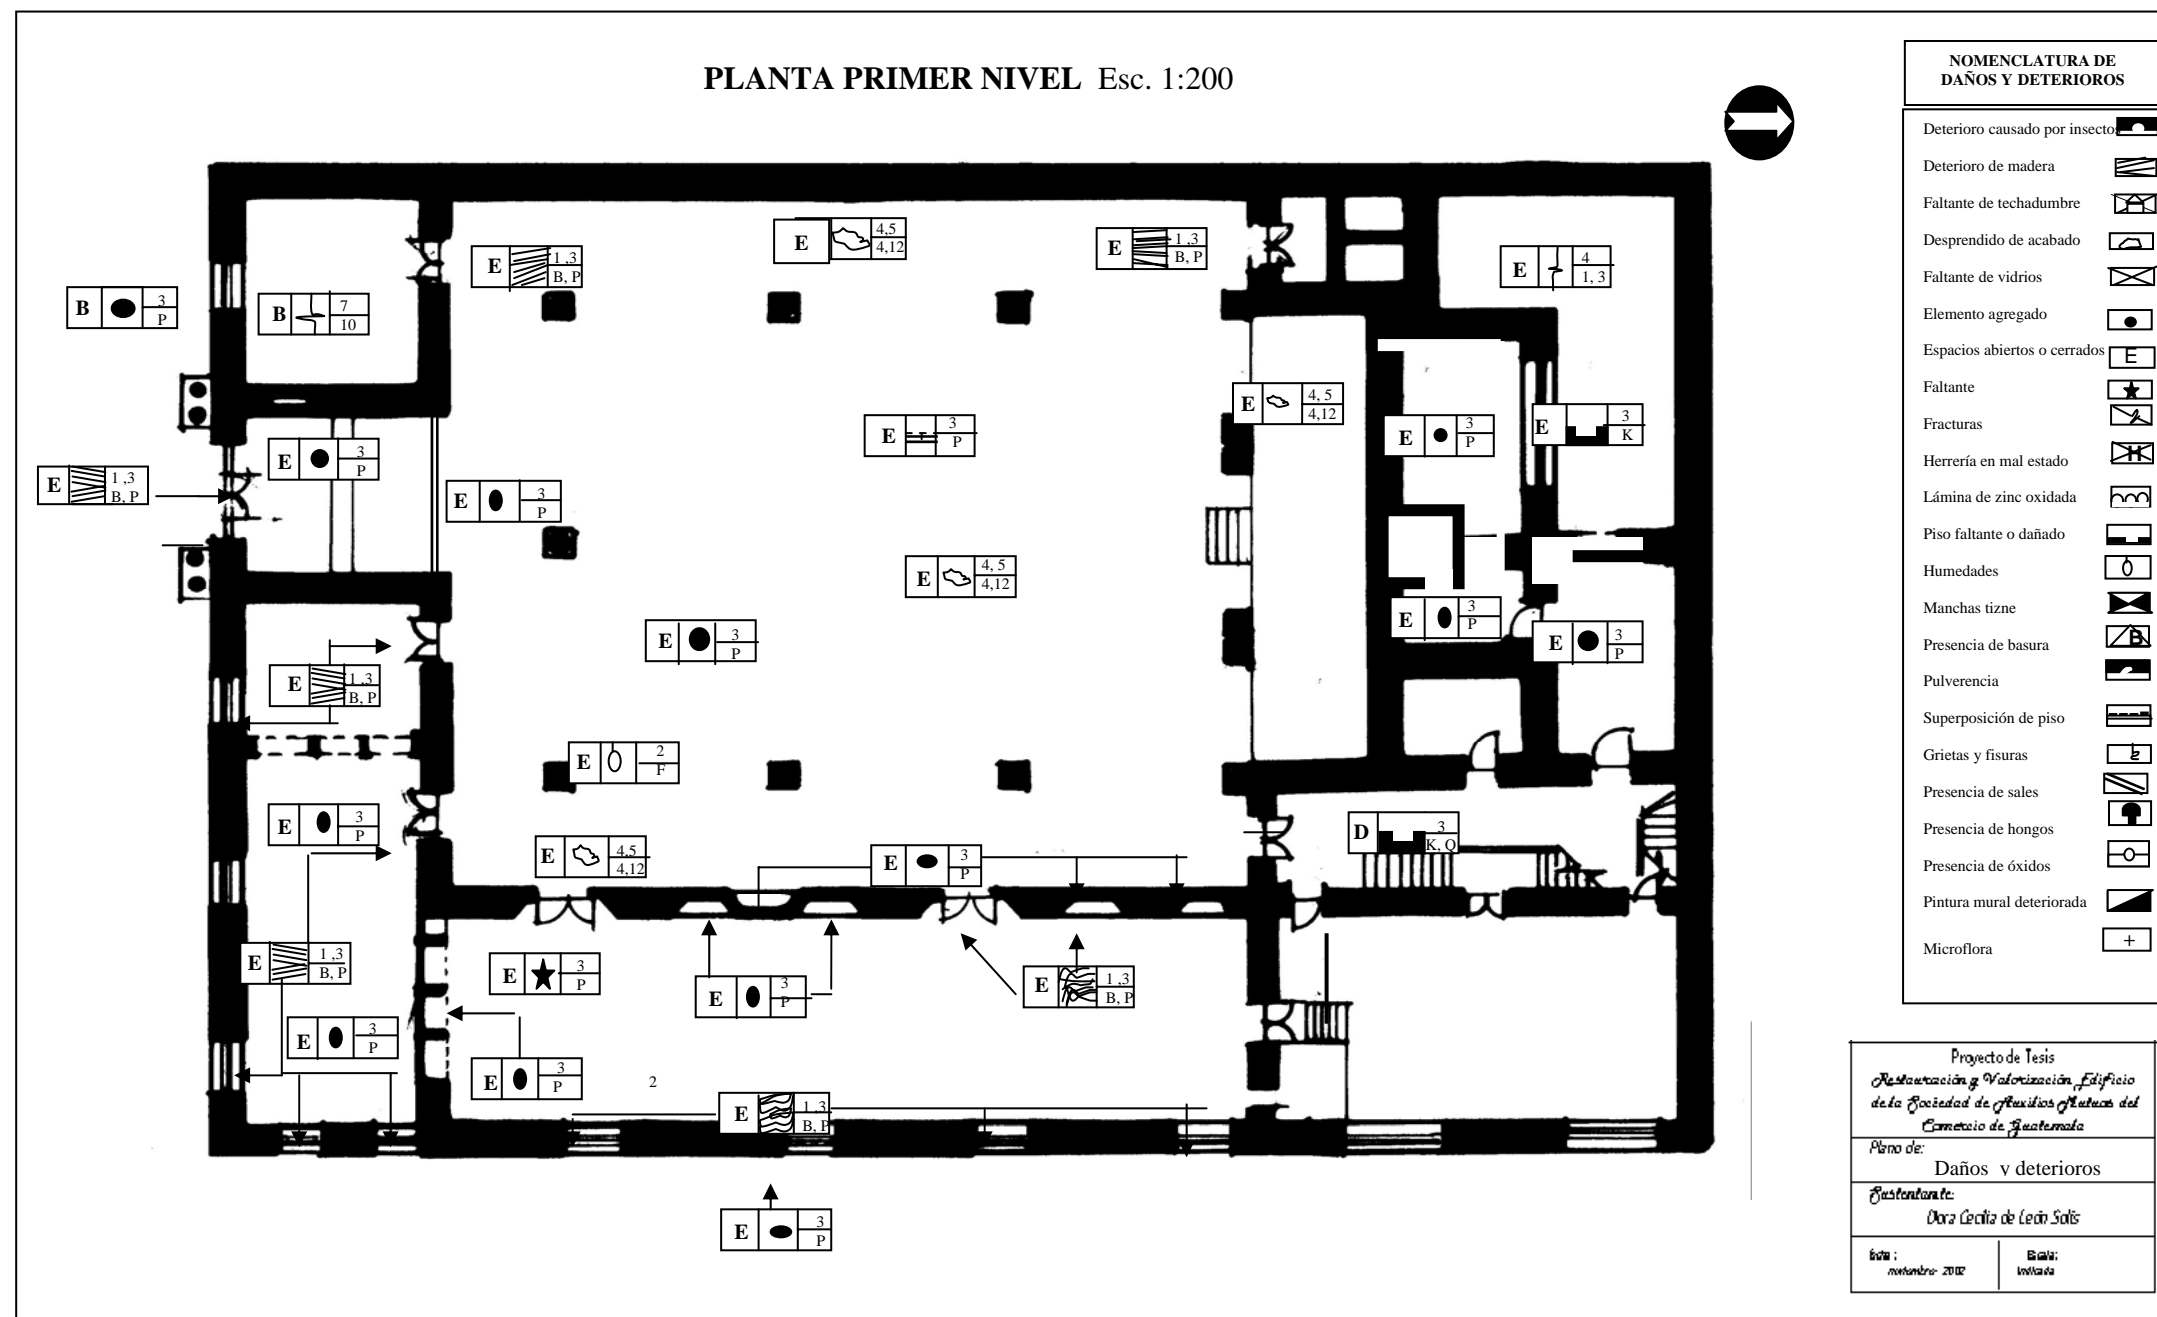 PLANTA PRIMER NIVEL Esc. 1:200
E 4,5
4,12
E 1 ,3
B, P
E 1 ,3
B, P
E 4
1, 3
B 3
P
B 7
10
E 4, 5
4,12
E 3
P
E 3
P
E 3
K
E 3
P
E 1 ,3
B, P
E 3
P
E 4, 5
4,12
E 3
P
E 3
P
E 3
P
E 1 ,3
B, P
E 2
F
E 3
P
D 3
K, Q
E 4,5
4,12
E 3
P
E 1 ,3
B, P
E 3
P
E 3
P
E 1 ,3
B, P
E 3
P
E 3
P
2
E 1 ,3
B, P
E 3
P
NOMENCLATURA DE
DAÑOS Y DETERIOROS
Deterioro causado por insectos
Deterioro de madera
Faltante de techadumbre
Desprendido de acabado
Faltante de vidrios
Elemento agregado
Espacios abiertos o cerrados E
Faltante
Fracturas
Herrería en mal estado H
Lámina de zinc oxidada
Piso faltante o dañado
Humedades
Manchas tizne
Presencia de basura B
Pulverencia
Superposición de piso
Grietas y fisuras
Presencia de sales
Presencia de hongos
Presencia de óxidos
Pintura mural deteriorada
Microflora +
Proyecto de Tesis
Restauración y Valorización Edificio
de la Sociedad de Auxilios Mutuos del
Comercio de Guatemala
Plano de:
Daños y deterioros
Sustentante:
Dora Cecilia de León Solís
fecha : Escala:
noviembre- 2002 Indicada